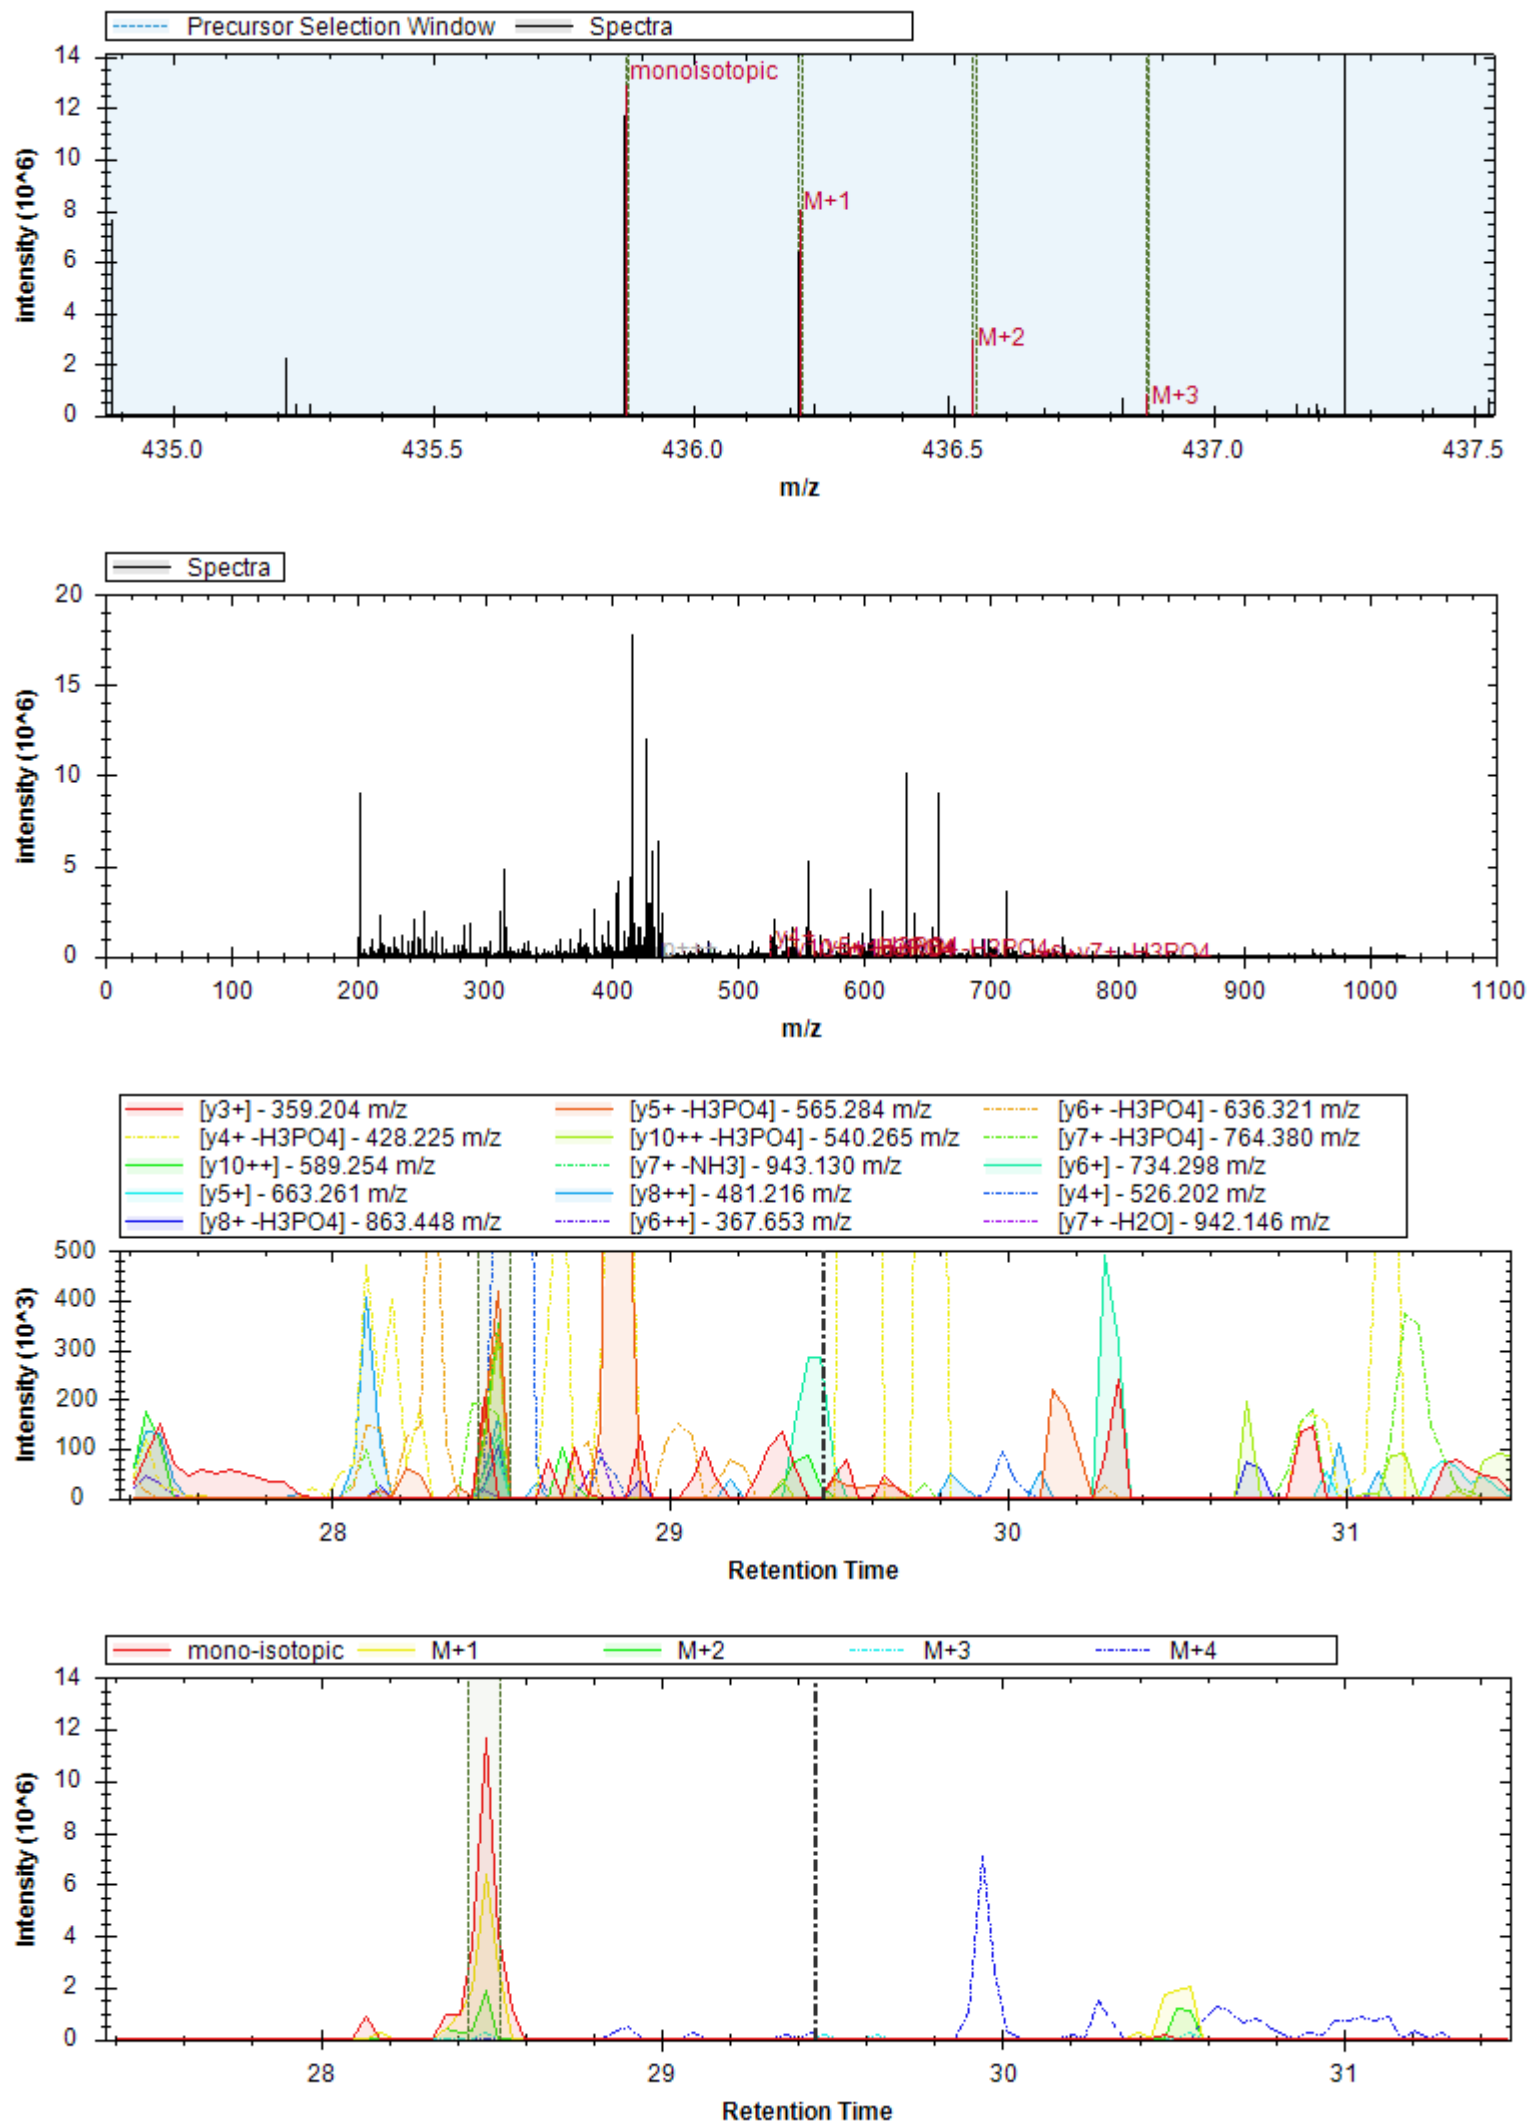 Precursor Selection Window Spectra
14
12
10
8
6
4
2
0
intensity (10^6)
monoisotopic
M+1
M+2
M+3
435.0 435.5 436.0 436.5 437.0 437.5
m/z
Spectra
20
15
10
5
0
intensity (10^6)
0 100 200 300 400 500 600 700 800 900 1000 1100
m/z
[y3+] - 359.204 m/z [y5+ -H3PO4] - 565.284 m/z [y6+ -H3PO4] - 636.321 m/z
[y4+ -H3PO4] - 428.225 m/z [y10++ -H3PO4] - 540.265 m/z [y7+ -H3PO4] - 764.380 m/z
[y10++] - 589.254 m/z [y7+ -NH3] - 943.130 m/z [y6+] - 734.298 m/z
[y5+] - 663.261 m/z [y8++] - 481.216 m/z [y4+] - 526.202 m/z
[y8+ -H3PO4] - 863.448 m/z [y6++] - 367.653 m/z [y7+ -H2O] - 942.146 m/z
500
400
300
200
100
0
Intensity (10^3)
28 29 30 31
Retention Time
mono-isotopic M+1 M+2 M+3 M+4
14
12
10
8
6
4
2
0
Intensity (10^6)
28 29 30 31
Retention Time